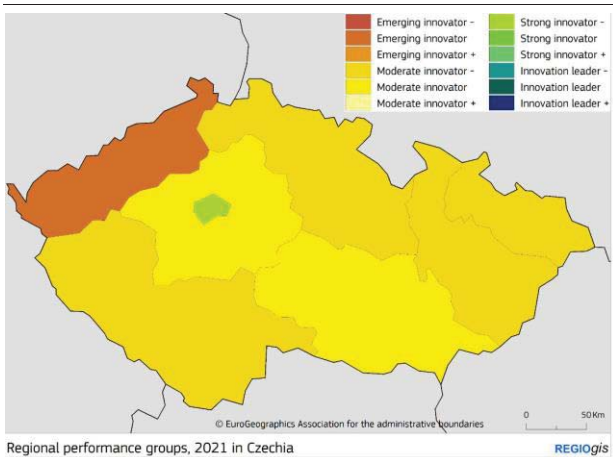 Emerging innovator -
Emerging innovator
Emerging innovator +
Moderate innovator -
Moderate innovator
Moderate innovator +
Strong innovator -
Strong innovator
Strong innovator +
Innovation leader -
Innovation leader
Innovation leader +
0 50 Km
© EuroGeographics Association for the administrative boundaries
Regional performance groups, 2021 in Czechia
REGIOgis